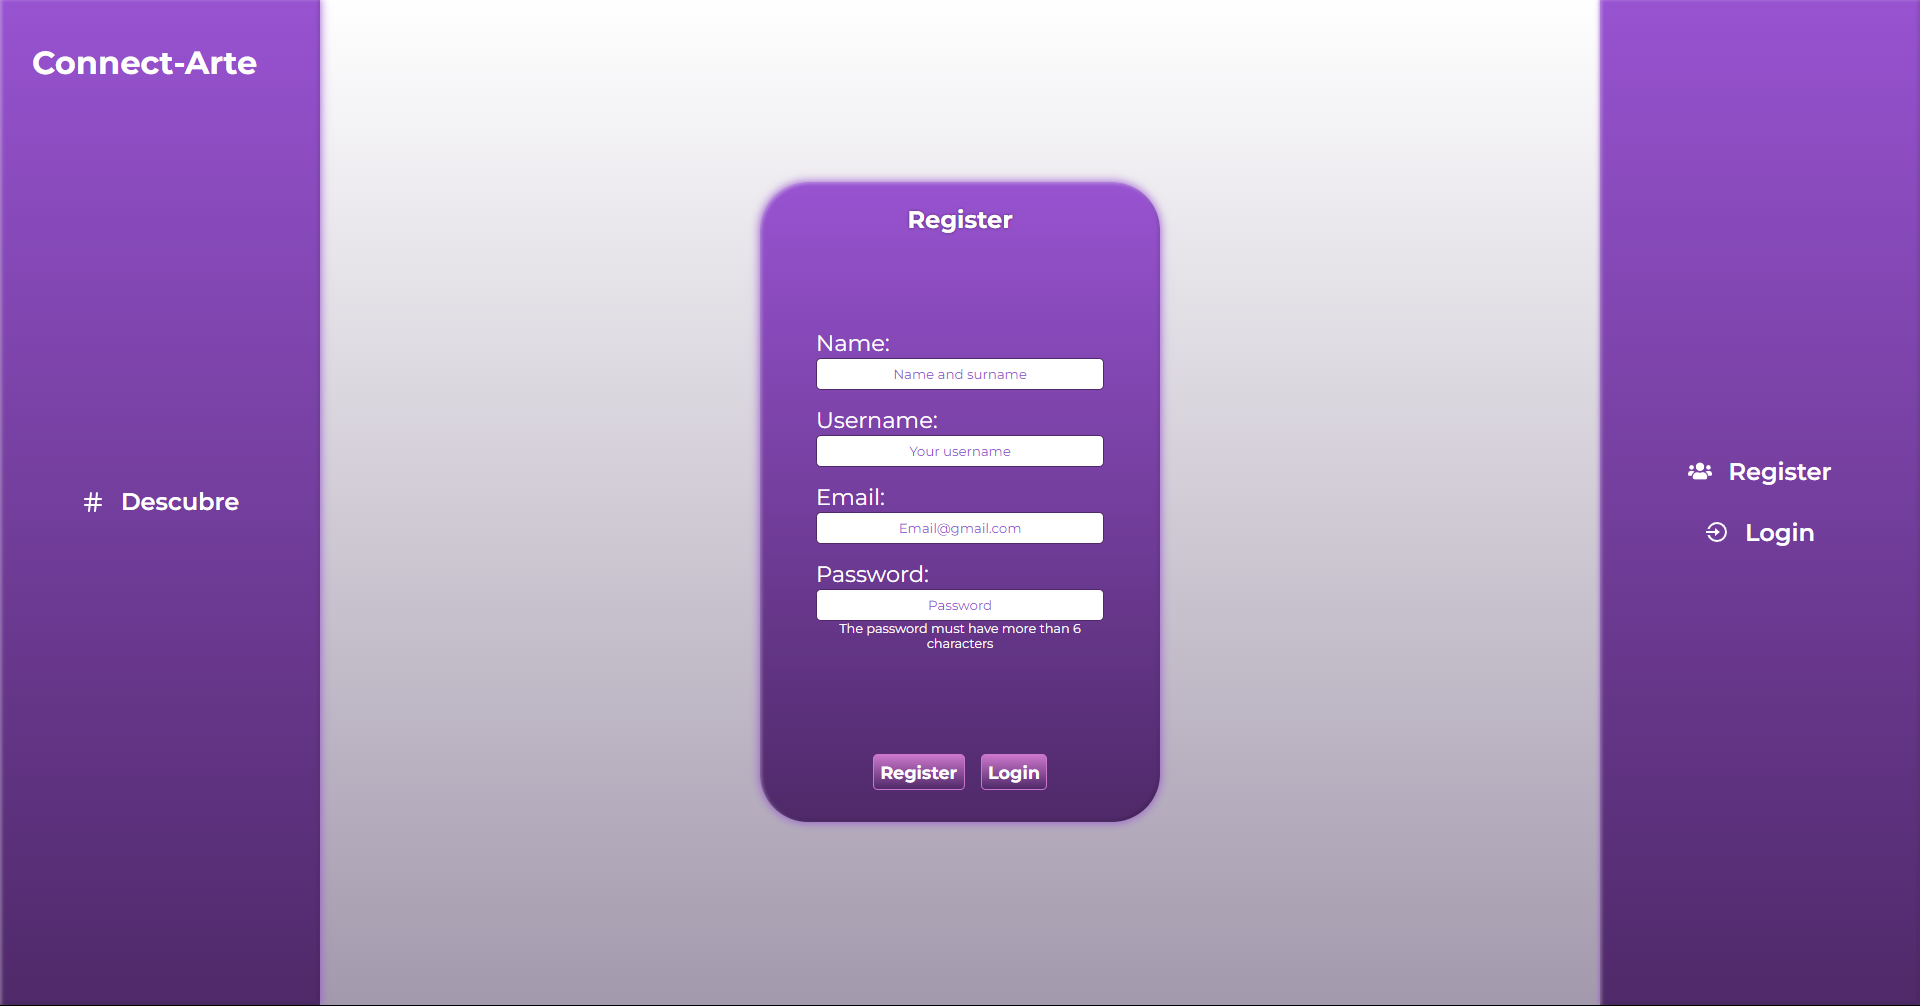 Connect-Arte
Descubre
Register
Name:
Name and surname
Username:
Your username
Email:
Email@gmail.com
Password:
Password
The password must have more than 6
characters
Register
Login
Register
Login